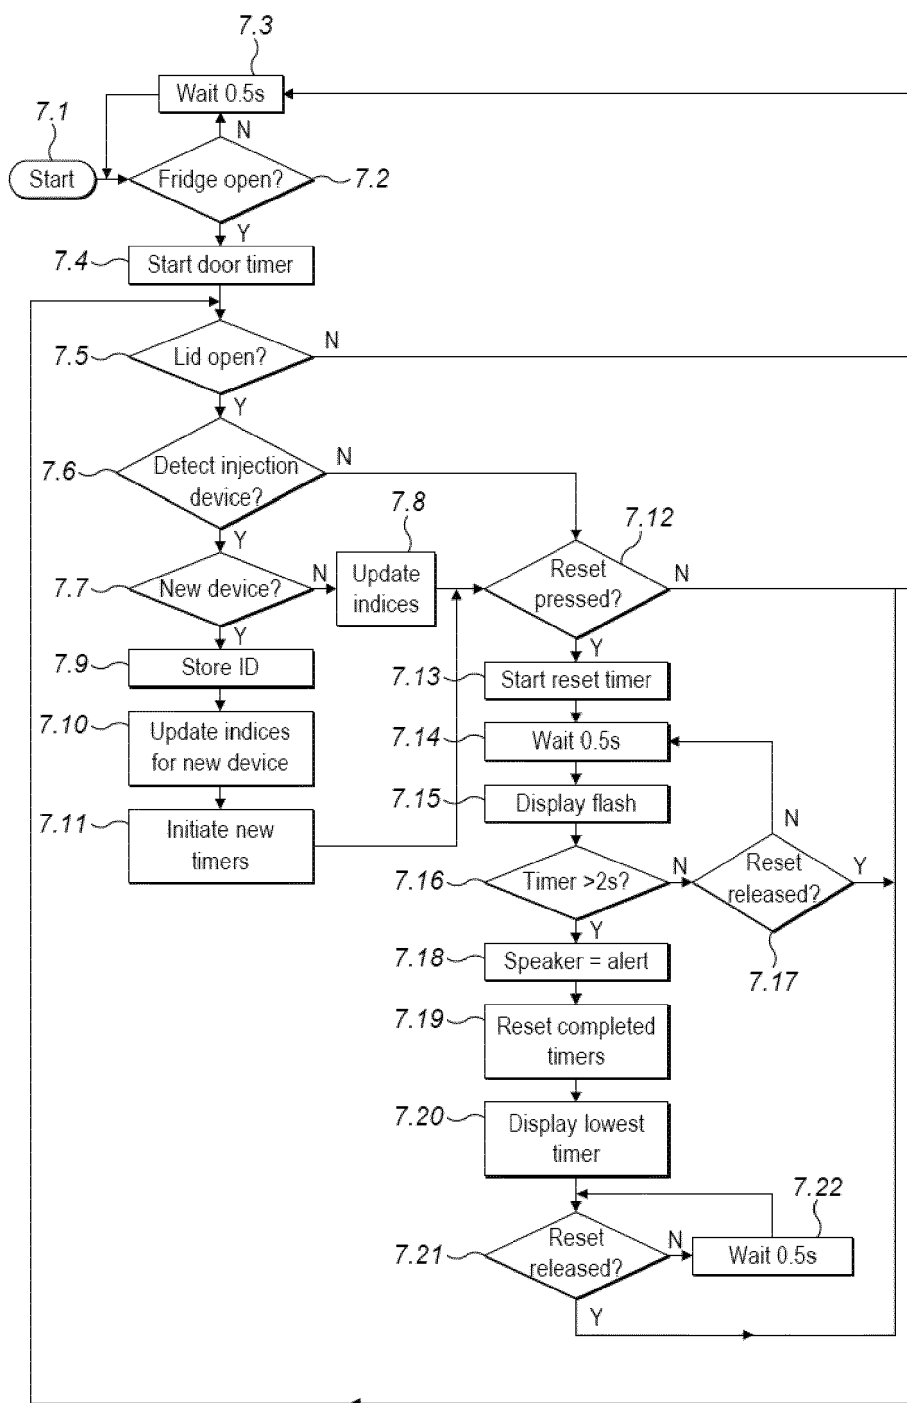 7.3
Wait 0.5s
7.1
N
Start
Fridge open?
7.2
Y
7.4
Start door timer
7.5
Lid open?
N
Y
7.6
Detect injection
device?
N
Y
7.7
New device?
N
7.8
Update
indices
7.12
Reset
pressed?
N
Y
Y
7.9
Store ID
7.13
Start reset timer
7.10
Update indices
for new device
7.14
Wait 0.5s
7.15
Display flash
7.11
Initiate new
timers
N
7.16
Timer >2s?
N
Reset
released?
Y
Y
7.17
7.18
Speaker = alert
7.19
Reset completed
timers
7.20
Display lowest
timer
7.22
7.21
Reset
released?
N
Wait 0.5s
Y